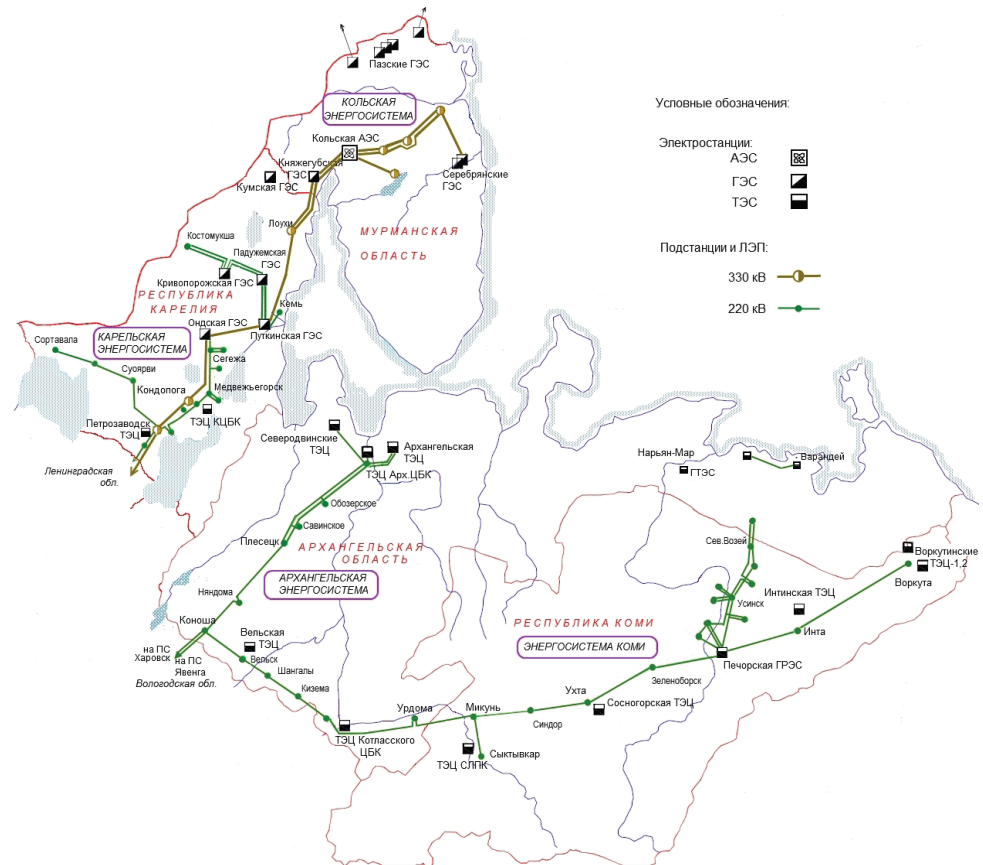 Пазские ГЭС
КОЛЬСКАЯ
ЭНЕРГОСИСТЕМА
Условные обозначения:
Кольская АЭС
Электростанции:
АЭС
ГЭС
ТЭС
Княжегубская
ГЭС
Серебрянские
ГЭС
Кумская ГЭС
Лоухи
МУРМАНСКАЯ
ОБЛАСТЬ
Костомукша
Падужемская
ГЭС
Подстанции и ЛЭП:
330 кВ
220 кВ
Кривопорожская ГЭС
РЕСПУБЛИКА
КАРЕЛИЯ
Кемь
Ондская ГЭС
Путкинская ГЭС
КАРЕЛЬСКАЯ
ЭНЕРГОСИСТЕМА
Сортавала
Суоярви
Сегежа
Кондопога
Медвежьегорск
Петрозаводск
ТЭЦ
ТЭЦ КЦБК
Ленинградская
обл.
Северодвинские
ТЭЦ
Архангельская
ТЭЦ
ТЭЦ Арх.ЦБК
Нарьян-Мар
ГТЭС
Варэндей
Обозерское
Савинское
Плесецк
АРХАНГЕЛЬСКАЯ
ОБЛАСТЬ
АРХАНГЕЛЬСКАЯ
ЭНЕРГОСИСТЕМА
Сев.Возей
Воркутинские
ТЭЦ-1,2
Воркута
Усинск
Интинская ТЭЦ
Инта
Няндома
Коноша
РЕСПУБЛИКА КОМИ
ЭНЕРГОСИСТЕМА КОМИ
Печорская ГРЭС
на ПС
Харовск
на ПС
Явенга
Вологодская обл.
Вельская
ТЭЦ
Вельск
Шангалы
Кизема
Зеленоборск
Ухта
Сосногорская ТЭЦ
Урдома
Микунь
Синдор
ТЭЦ Котласского
ЦБК
Сыктывкар
ТЭЦ СЛПК